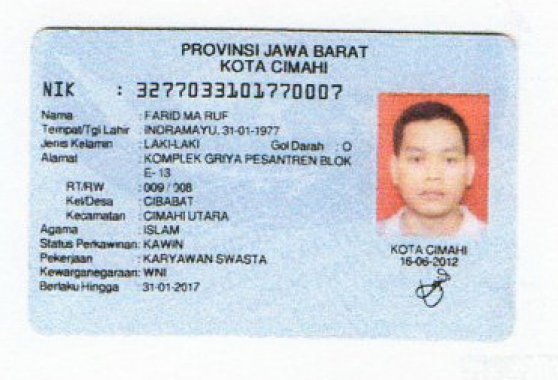 PROVINSI JAWA BARAT
KOTA CIMAHI
NIK : 3277033101770007
Nama : FARID MA RUF
Tempat/Tgl Lahir : INDRAMAYU, 31-01-1977
Jenis Kelamin : LAKI-LAKI Gol Darah : O
Alamat : KOMPLEK GRIYA PESANTREN BLOK
E- 13
RT/RW : 009 / 008
Kel/Desa : CIBABAT
Kecamatan : CIMAHI UTARA
Agama : ISLAM
Status Perkawinan: KAWIN
Pekerjaan : KARYAWAN SWASTA
Kewarganegaraan: WNI
Berlaku Hingga : 31-01-2017
KOTA CIMAHI
16-06-2012